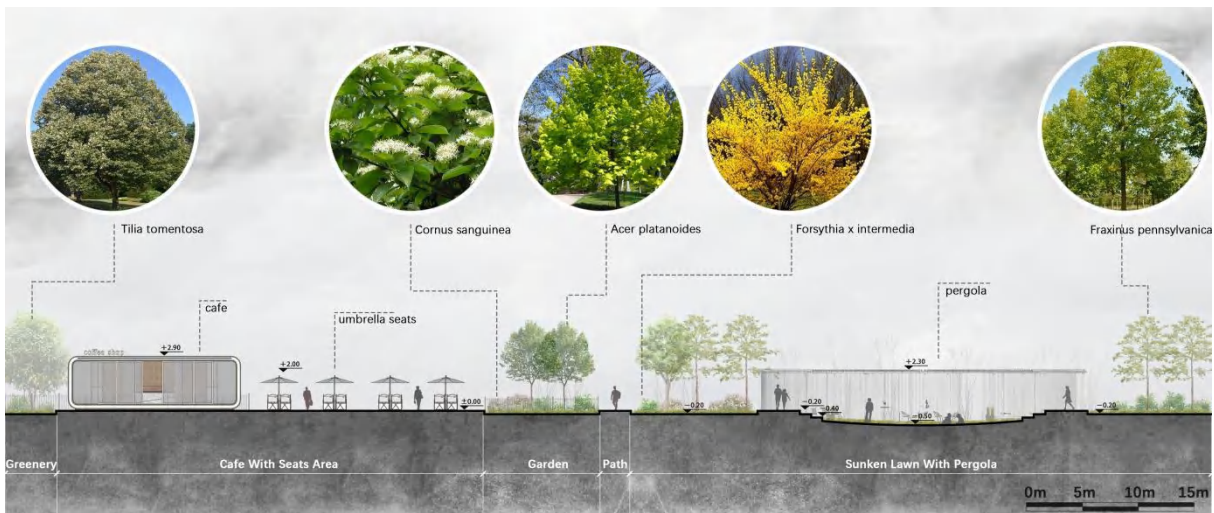 Tilia tomentosa
Cornus sanguinea
Acer platanoides
Forsythia x intermedia
Fraxinus pennsylvanica
cafe
umbrella seats
pergola
coffee shop
+2.90
+2.00
±0.00
-0.20
+2.30
-0.20
-0.40
-0.50
-0.20
Greenery
Cafe With Seats Area
Garden
Path
Sunken Lawn With Pergola
0m 5m 10m 15m